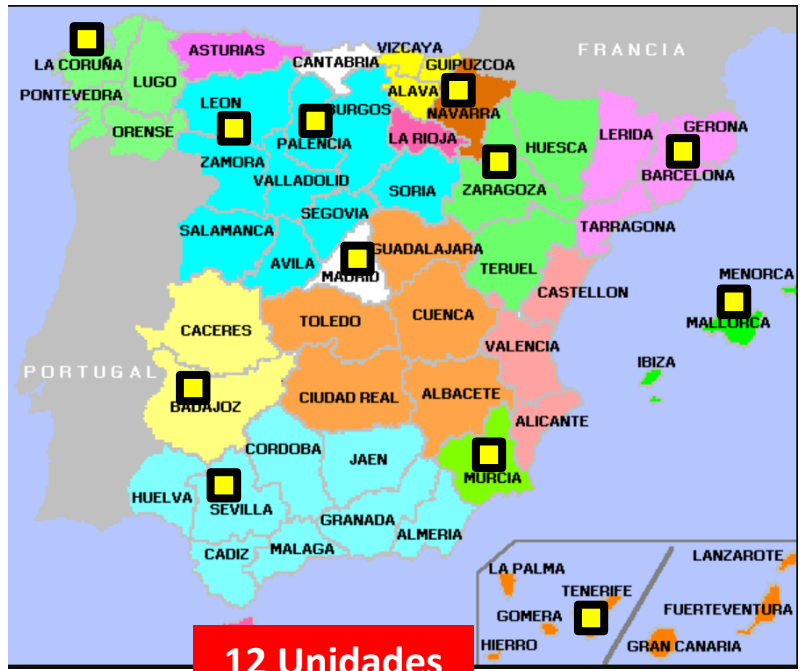 VIZCAYA
FRANCIA
ASTURIAS
CANTABRIA
GUIPUZCOA
LA CORUÑA
LUGO
PONTEVEDRA
LEON
BURGOS
ALAVA
NAVARRA
ORENSE
PALENCIA
LA RIOJA
HUESCA
LERIDA
GERONA
ZAMORA
BARCELONA
VALLADOLID
SORIA
ZARAGOZA
SEGOVIA
SALAMANCA
TARRAGONA
GUADALAJARA
AVILA
MADRID
TERUEL
MENORCA
CASTELLON
CACERES
TOLEDO
CUENCA
MALLORCA
VALENCIA
IBIZA
PORTUGAL
BADAJOZ
CIUDAD REAL
ALBACETE
ALICANTE
CORDOBA
JAEN
MURCIA
HUELVA
SEVILLA
GRANADA
ALMERIA
CADIZ
MALAGA
LANZAROTE
LA PALMA
TENERIFE
FUERTEVENTURA
GOMERA
HIERRO
GRAN CANARIA
12 Unidades